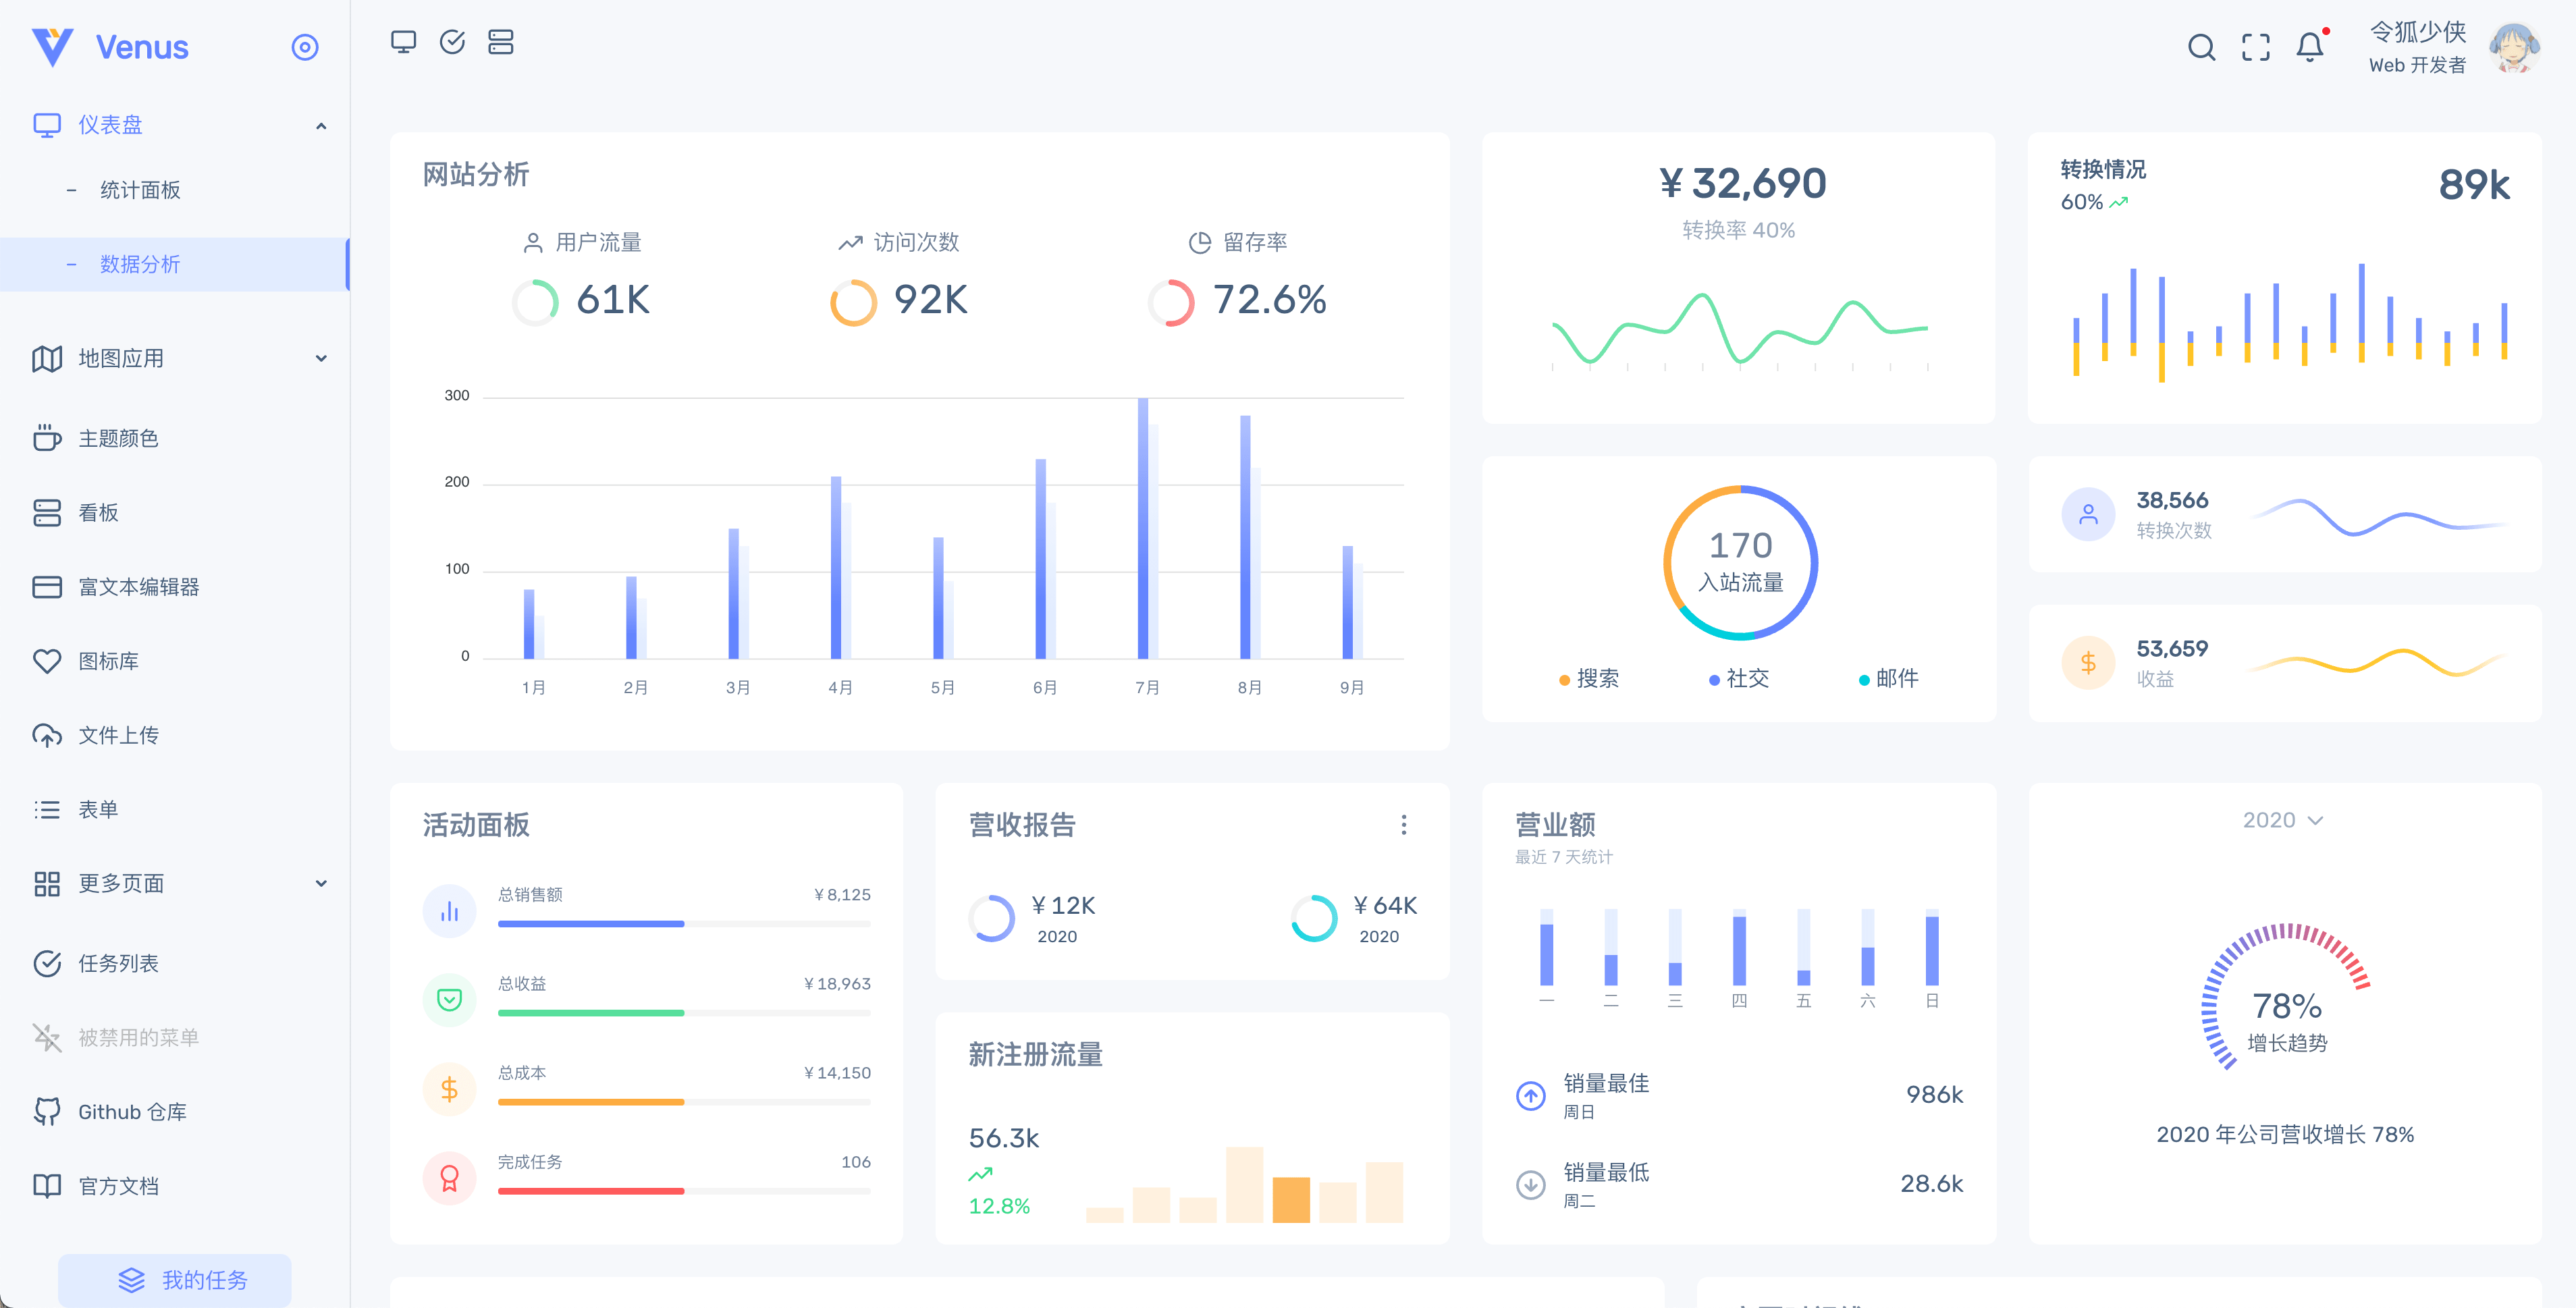 Venus
仪表盘
- 统计面板
- 数据分析
地图应用
主题颜色
看板
富文本编辑器
图标库
文件上传
表单
更多页面
任务列表
被禁用的菜单
Github 仓库
官方文档
我的任务
令狐少侠
Web 开发者
网站分析
用户流量
61K
访问次数
92K
留存率
72.6%
300
200
100
0
1月 2月 3月 4月 5月 6月 7月 8月 9月
¥ 32,690
转换率 40%
转换情况
60%
89k
170
入站流量
搜索 社交 邮件
38,566
转换次数
53,659
收益
活动面板
总销售额 ¥ 8,125
总收益 ¥ 18,963
总成本 ¥ 14,150
完成任务 106
营收报告
¥ 12K
2020
¥ 64K
2020
新注册流量
56.3k
12.8%
营业额
最近 7 天统计
一 二 三 四 五 六 日
销量最佳
周日
986k
销量最低
周二
28.6k
2020
78%
增长趋势
2020 年公司营收增长 78%